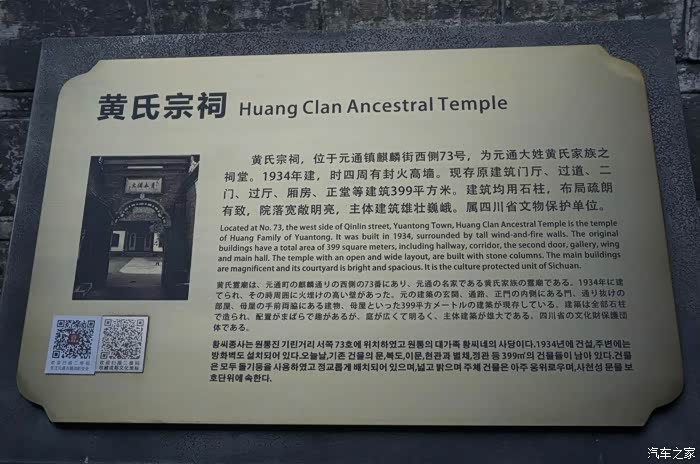 黄氏宗祠 Huang Clan Ancestral Temple
黄氏宗祠，位于元通镇麒麟街西侧73号，为元通大姓黄氏家族之
祠堂。1934年建，时四周有封火高墙。现存原建筑门厅、过道、二
门、过厅、厢房、正堂等建筑399平方米。建筑均用石柱，布局疏朗
有致，院落宽敞明亮，主体建筑雄壮巍峨。属四川省文物保护单位。
Located at No. 73, the west side of Qinlin street, Yuantong Town, Huang Clan Ancestral Temple is the temple
of Huang Family of Yuantong. It was built in 1934, surrounded by tall wind-and-fire walls. The original
buildings have a total area of 399 square meters, including hallway, corridor, the second door, gallery, wing
and main hall. The temple with an open and wide layout, are built with stone columns. The main buildings
are magnificent and its courtyard is bright and spacious. It is the culture protected unit of Sichuan.
黄氏霊廟は、元通町の麒麟通りの西側の73番にあり、元通の名家である黄氏家族の霊廟である。1934年に建
てられ、その時周囲に火堆けの高い壁があった。元の建築の玄関、通路、正門の内側にある門、通り抜けの
部屋、母屋の手前両脇にある建物、母屋といった399平方メートルの建築が現存している。建築は全部石柱
で造られ、配置がまばらで趣があるが、庭が広くて明るく、主体建築が雄大である。四川省の文化財保護団
体である。
황씨종사는 원통진 기린거리 서쪽 73호에 위치하였고 원통의 대가족 황씨네의 사당이다.1934년에 건설,주변에는
방화벽도 설치되어 있다.오늘날,기존 건물의 문,복도,이문,현관과 벌채,정관 등 399㎡의 건물들이 남아 있다.건물
은 모두 돌기둥을 사용하였고 정교롭게 배치되어 있으며,넓고 밝으며 주체 건물은 아주 웅위로우며,사천성 문물 보
호단위에 속한다.
汽车之家